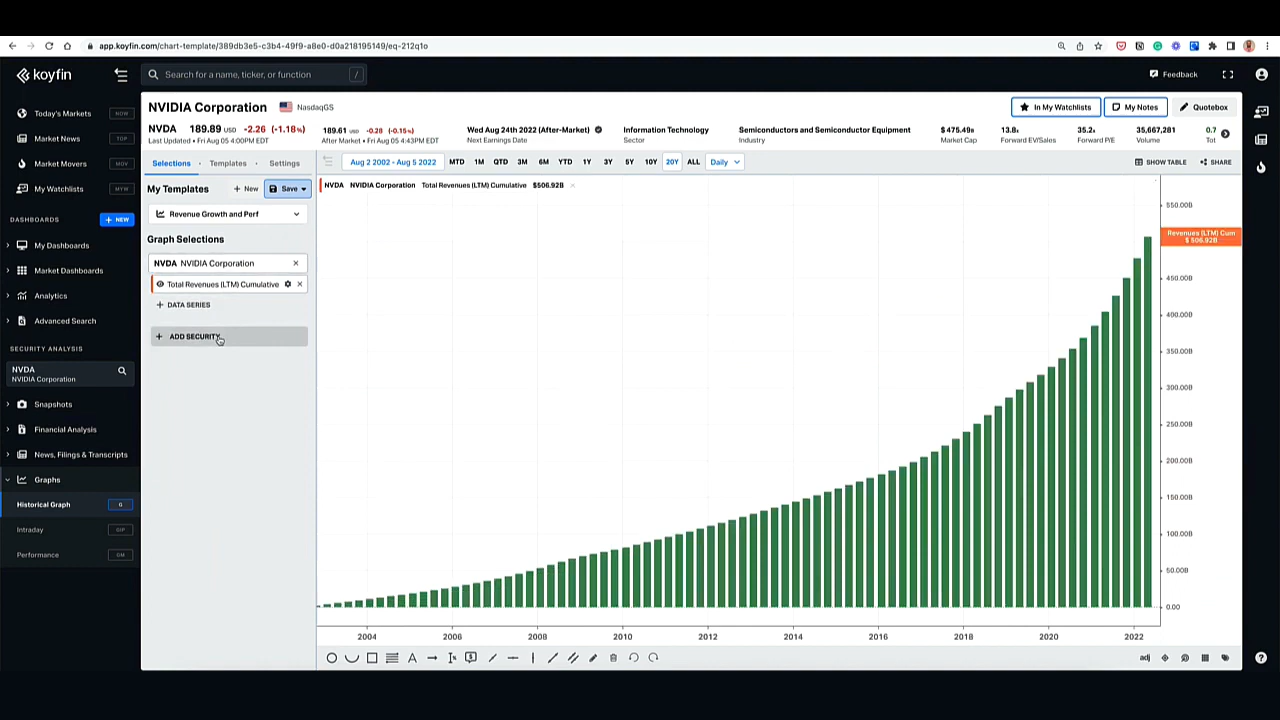 app.koyfin.com/chart-template/389db3e5-c3b4-49f9-a8e0-d0a218195149/eq-212q1o
koyfin
Search for a name, ticker, or function /
Feedback
Today's Markets NOW
Market News TOP
Market Movers MOV
My Watchlists MYW
DASHBOARDS + NEW
My Dashboards
Market Dashboards
Analytics
Advanced Search
SECURITY ANALYSIS
NVDA
NVIDIA Corporation
Snapshots
Financial Analysis
News, Filings & Transcripts
Graphs
Historical Graph G
Intraday GIP
Performance GM
NVIDIA Corporation NasdaqGS
In My Watchlists My Notes Quotebox
NVDA 189.89 USD -2.26 (-1.18%)
Last Updated • Fri Aug 05 4:00PM EDT
189.61 USD -0.28 (-0.15%)
After Market • Fri Aug 05 4:43PM EDT
Wed Aug 24th 2022 (After-Market)
Next Earnings Date
Information Technology
Sector
Semiconductors and Semiconductor Equipment
Industry
$ 475.49B
Market Cap
13.8x
Forward EV/Sales
35.2x
Forward P/E
35,667,281
Shares Volume
0.7
Tot
Selections Templates Settings
Aug 2 2002 - Aug 5 2022 MTD 1M QTD 3M 6M YTD 1Y 3Y 5Y 10Y 20Y ALL Daily
SHOW TABLE SHARE
My Templates + New Save
Revenue Growth and Perf
Graph Selections
NVDA NVIDIA Corporation
Total Revenues (LTM) Cumulative
+ DATA SERIES
+ ADD SECURITY
NVDA NVIDIA Corporation Total Revenues (LTM) Cumulative $506.92B
550.00B
Revenues (LTM) Cum
$ 506.92B
450.00B
400.00B
350.00B
300.00B
250.00B
200.00B
150.00B
100.00B
50.00B
0.00
2004 2006 2008 2010 2012 2014 2016 2018 2020 2022
adj